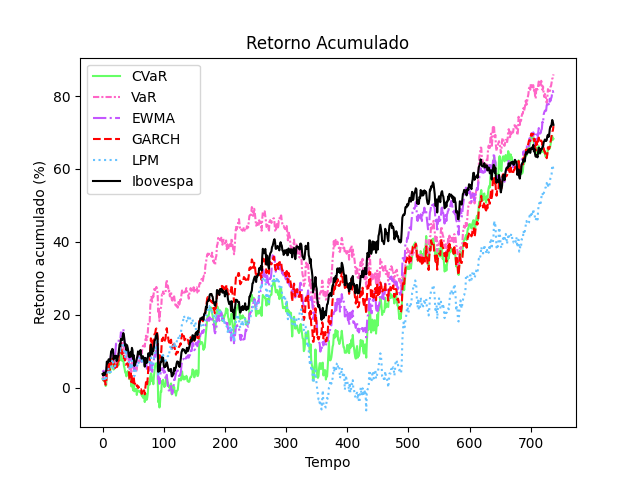 Retorno Acumulado
CVaR
VaR
EWMA
GARCH
LPM
Ibovespa
80
60
40
20
0
Retorno acumulado (%)
0 100 200 300 400 500 600 700
Tempo